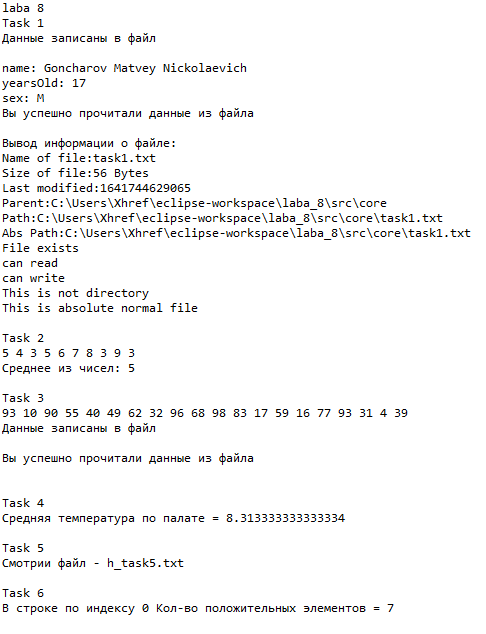 laba 8
Task 1
Данные записаны в файл
name: Goncharov Matvey Nickolaevich
yearsOld: 17
sex: M
Вы успешно прочитали данные из файла
Вывод информации о файле:
Name of file:task1.txt
Size of file:56 Bytes
Last modified:1641744629065
Parent:C:\Users\Xhref\eclipse-workspace\laba_8\src\core
Path:C:\Users\Xhref\eclipse-workspace\laba_8\src\core\task1.txt
Abs Path:C:\Users\Xhref\eclipse-workspace\laba_8\src\core\task1.txt
File exists
can read
can write
This is not directory
This is absolute normal file
Task 2
5 4 3 5 6 7 8 3 9 3
Среднее из чисел: 5
Task 3
93 10 90 55 40 49 62 32 96 68 98 83 17 59 16 77 93 31 4 39
Данные записаны в файл
Вы успешно прочитали данные из файла
Task 4
Средняя температура по палате = 8.313333333333334
Task 5
Смотрии файл - h_task5.txt
Task 6
В строке по индексу 0 Кол-во положительных элементов = 7